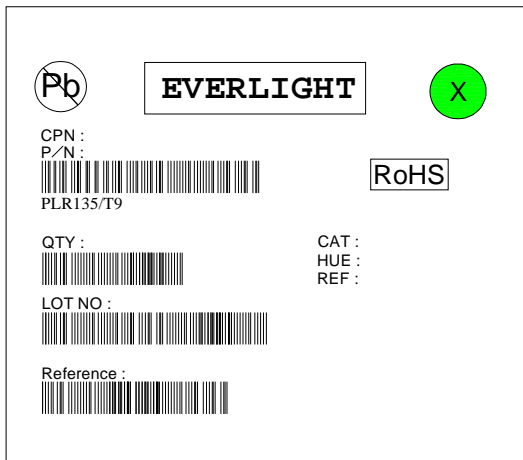 Pb
EVERLIGHT
X
CPN :
P/N :
PLR135/T9
RoHS
QTY :
LOT NO :
CAT :
HUE :
REF :
Reference :